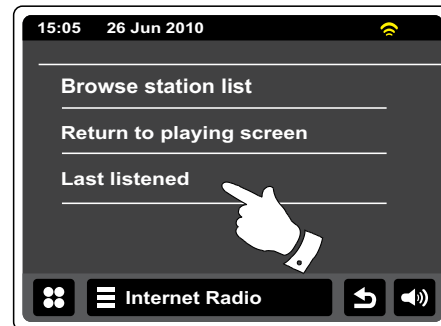 15:05 26 Jun 2010
Browse station list
Return to playing screen
Last listened
Internet Radio